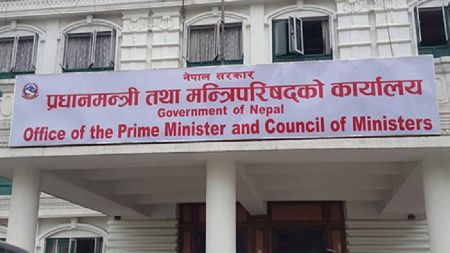 नेपाल सरकार
प्रधानमन्त्री तथा मन्त्रिपरिषद्को कार्यालय
Government of Nepal
Office of the Prime Minister and Council of Ministers